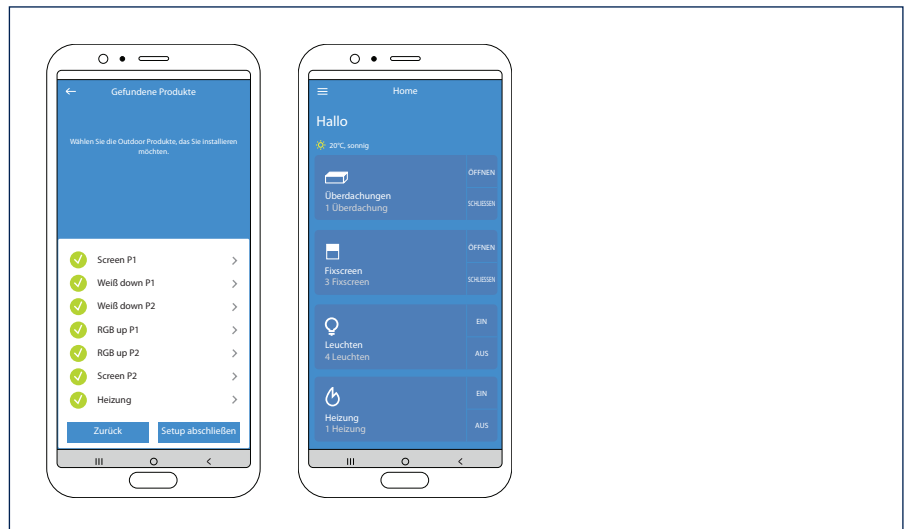 Gefundene Produkte
Wählen Sie die Outdoor Produkte, das Sie installieren
möchten.
Screen P1
Weiß down P1
Weiß down P2
RGB up P1
RGB up P2
Screen P2
Heizung
Zurück
Setup abschließen
Home
Hallo
20°C, sonnig
ÖFFNEN
Überdachungen
1 Überdachung
SCHLIESSEN
ÖFFNEN
Fixscreen
3 Fixscreen
SCHLIESSEN
EIN
Leuchten
4 Leuchten
AUS
EIN
Heizung
1 Heizung
AUS